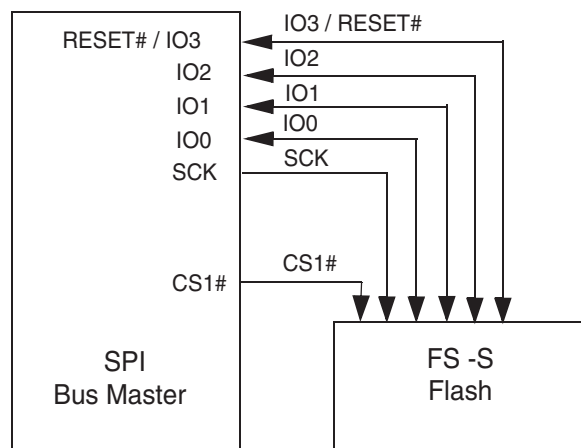 RESET# / IO3
IO2
IO1
IO0
SCK
CS1#
SPI
Bus Master
IO3 / RESET#
IO2
IO1
IO0
SCK
CS1#
FS -S
Flash